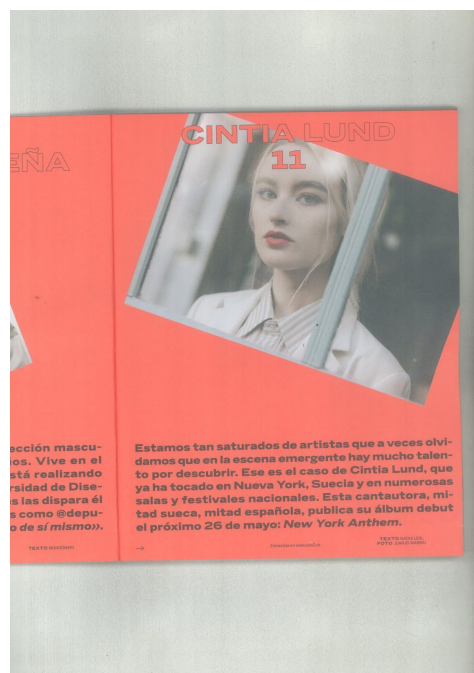 EÑA
ección mascu-
os. Vive en el
stá realizando
rsidad de Dise-
s las dispara él
s como @depu-
o de sí mismo».
TEXTO
CINTIA LUND
11
Estamos tan saturados de artistas que a veces olvi-
damos que en la escena emergente hay mucho talen-
to por descubrir. Ese es el caso de Cintia Lund, que
ya ha tocado en Nueva York, Suecia y en numerosas
salas y festivales nacionales. Esta cantautora, mi-
tad sueca, mitad española, publica su álbum debut
el próximo 26 de mayo: New York Anthem.
TEXTO
FOTO